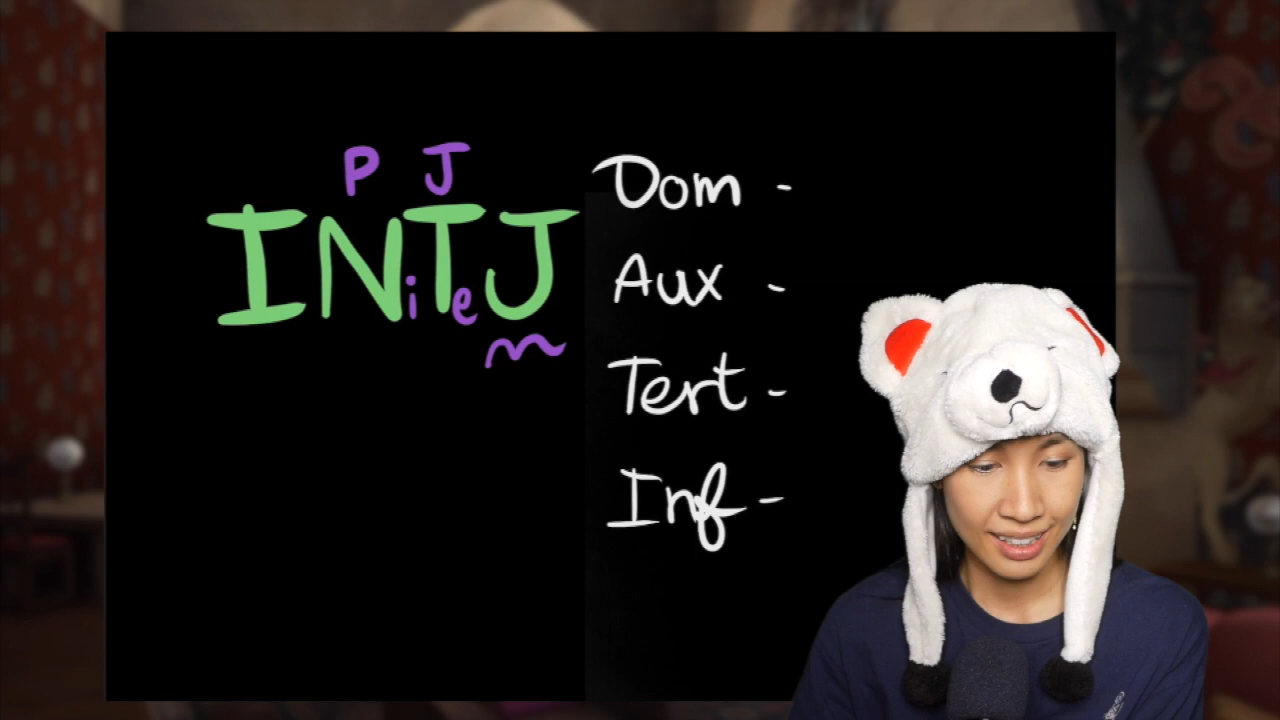 P J
INiTeJ
Dom -
Aux -
Tert -
Inf -